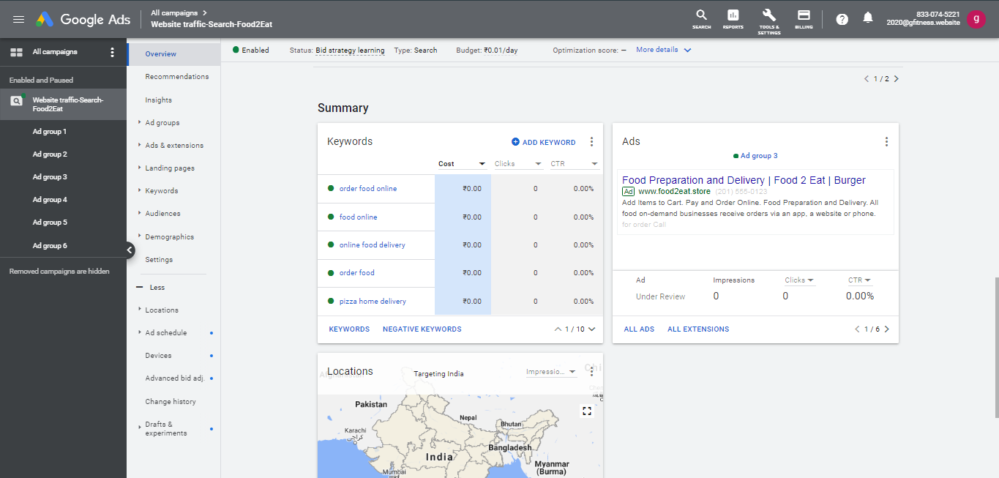 Google Ads
All campaigns
Website traffic-Search-Food2Eat
SEARCH
REPORTS
TOOLS & SETTINGS
BILLING
833-074-5221
2020@gfitness.website
g
All campaigns
Enabled and Paused
Website traffic-Search-
Food2Eat
Ad group 1
Ad group 2
Ad group 3
Ad group 4
Ad group 5
Ad group 6
Removed campaigns are hidden
Overview
Recommendations
Insights
Ad groups
Ads & extensions
Landing pages
Keywords
Audiences
Demographics
Settings
Less
Locations
Ad schedule
Devices
Advanced bid adj.
Change history
Drafts &
experiments
Enabled Status: Bid strategy learning Type: Search Budget: ₹0.01/day Optimization score: – More details
1 / 2
Summary
Keywords ADD KEYWORD
Cost Clicks CTR
order food online ₹0.00 0 0.00%
food online ₹0.00 0 0.00%
online food delivery ₹0.00 0 0.00%
order food ₹0.00 0 0.00%
pizza home delivery ₹0.00 0 0.00%
KEYWORDS NEGATIVE KEYWORDS 1 / 10
Ads
Ad group 3
Food Preparation and Delivery | Food 2 Eat | Burger
Ad www.food2eat.store (201) 555-0123
Add Items to Cart. Pay and Order Online. Food Preparation and Delivery. All
food on-demand businesses receive orders via an app, a website or phone.
for order Call
Ad Impressions Clicks CTR
Under Review 0 0 0.00%
ALL ADS ALL EXTENSIONS 1 / 6
Locations Targeting India Impressio...
Afghanistan
Pakistan
Nepal
Bhutan
Karachi
كراچى
Bangladesh
India
Mumbai
Myanmar
(Burma)